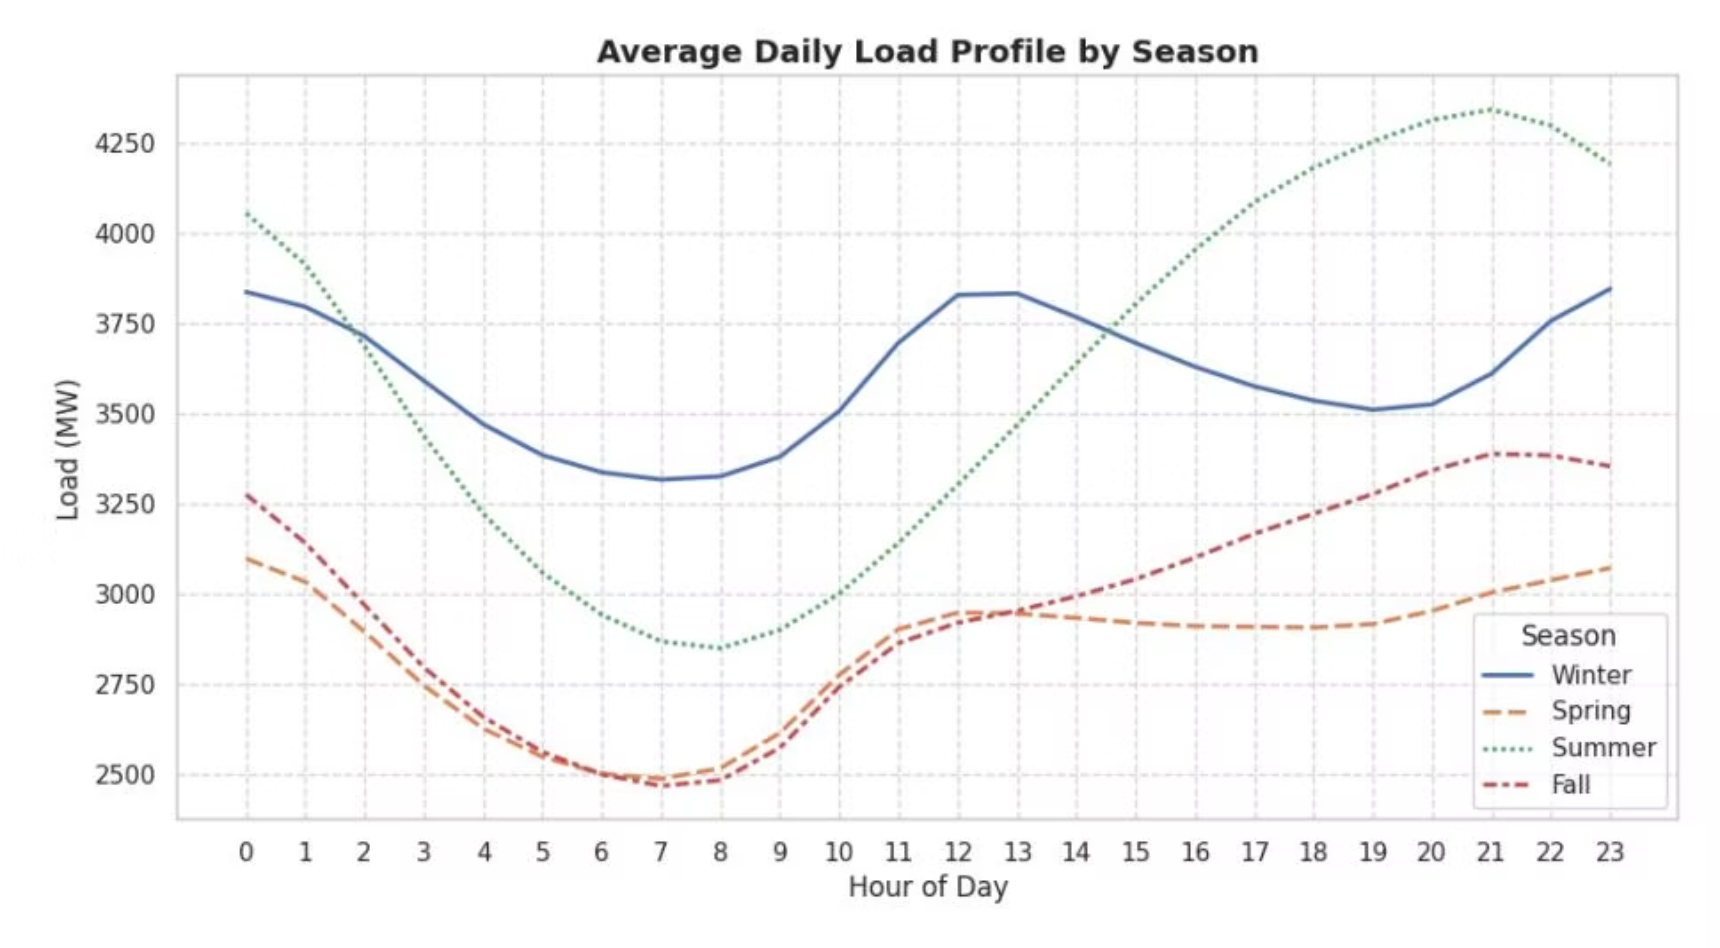 Average Daily Load Profile by Season
4250
4000
3750
3500
3250
3000
2750
2500
Load (MW)
0 1 2 3 4 5 6 7 8 9 10 11 12 13 14 15 16 17 18 19 20 21 22 23
Hour of Day
Season
Winter
Spring
Summer
Fall